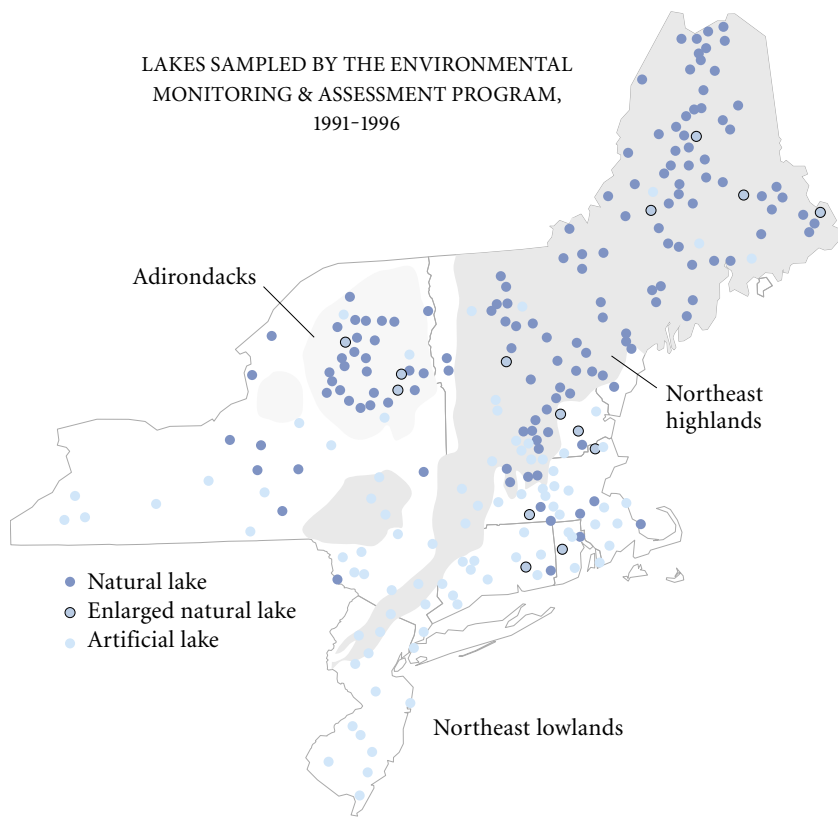 LAKES SAMPLED BY THE ENVIRONMENTAL
MONITORING & ASSESSMENT PROGRAM,
1991-1996
Adirondacks
Northeast
highlands
Natural lake
Enlarged natural lake
Artificial lake
Northeast lowlands